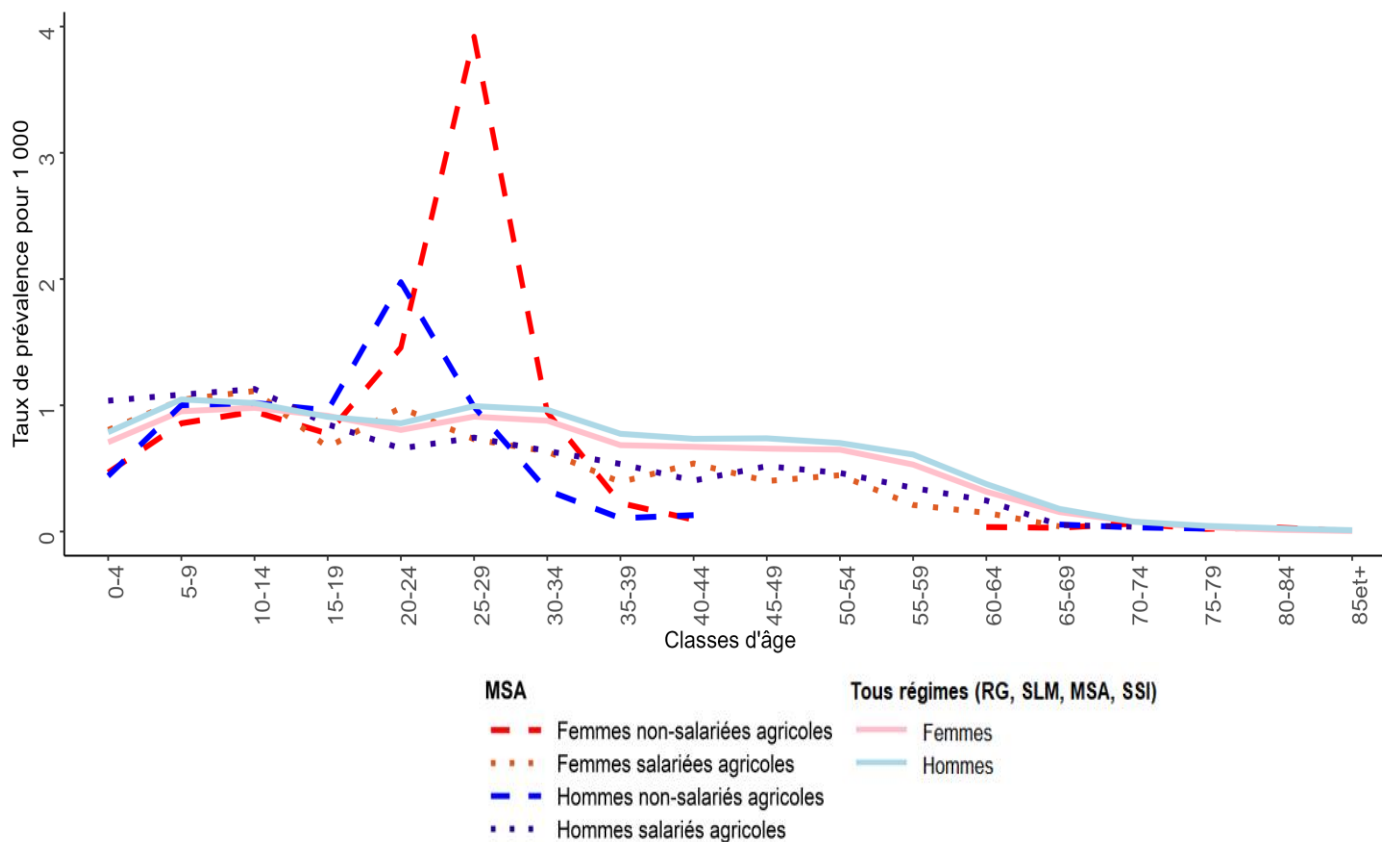 Taux de prévalence pour 1 000
4
3
2
1
0
0-4
5-9
10-14
15-19
20-24
25-29
30-34
35-39
40-44
45-49
50-54
55-59
60-64
65-69
70-74
75-79
80-84
85et+
Classes d'âge
MSA
Femmes non-salariées agricoles
Femmes salariées agricoles
Hommes non-salariés agricoles
Hommes salariés agricoles
Tous régimes (RG, SLM, MSA, SSI)
Femmes
Hommes